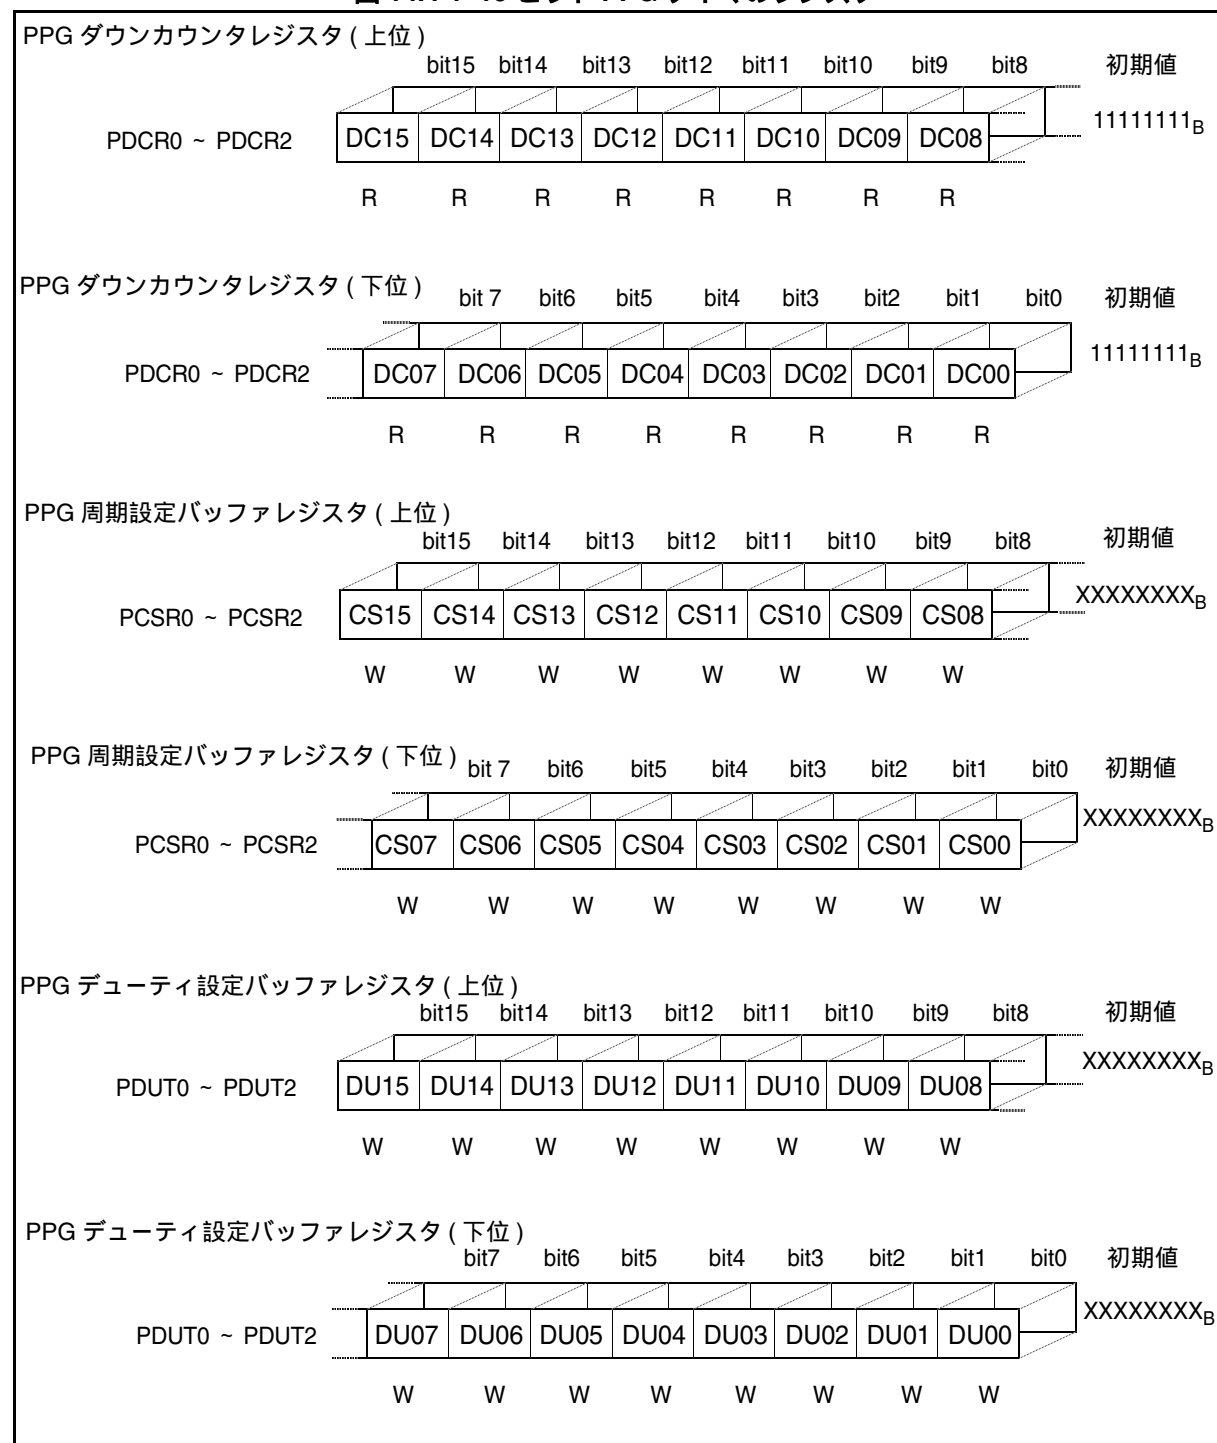 PPG ダウンカウンタレジスタ ( 上位 )
bit15 bit14 bit13 bit12 bit11 bit10 bit9 bit8 初期値
PDCR0 ~ PDCR2 DC15 DC14 DC13 DC12 DC11 DC10 DC09 DC08 11111111B
R R R R R R R R
PPG ダウンカウンタレジスタ ( 下位 )
bit 7 bit6 bit5 bit4 bit3 bit2 bit1 bit0 初期値
PDCR0 ~ PDCR2 DC07 DC06 DC05 DC04 DC03 DC02 DC01 DC00 11111111B
R R R R R R R R
PPG 周期設定バッファレジスタ ( 上位 )
bit15 bit14 bit13 bit12 bit11 bit10 bit9 bit8 初期値
PCSR0 ~ PCSR2 CS15 CS14 CS13 CS12 CS11 CS10 CS09 CS08 XXXXXXXXB
W W W W W W W W
PPG 周期設定バッファレジスタ ( 下位 )
bit 7 bit6 bit5 bit4 bit3 bit2 bit1 bit0 初期値
PCSR0 ~ PCSR2 CS07 CS06 CS05 CS04 CS03 CS02 CS01 CS00 XXXXXXXXB
W W W W W W W W
PPG デューティ設定バッファレジスタ ( 上位 )
bit15 bit14 bit13 bit12 bit11 bit10 bit9 bit8 初期値
PDUT0 ~ PDUT2 DU15 DU14 DU13 DU12 DU11 DU10 DU09 DU08 XXXXXXXXB
W W W W W W W W
PPG デューティ設定バッファレジスタ ( 下位 )
bit7 bit6 bit5 bit4 bit3 bit2 bit1 bit0 初期値
PDUT0 ~ PDUT2 DU07 DU06 DU05 DU04 DU03 DU02 DU01 DU00 XXXXXXXXB
W W W W W W W W